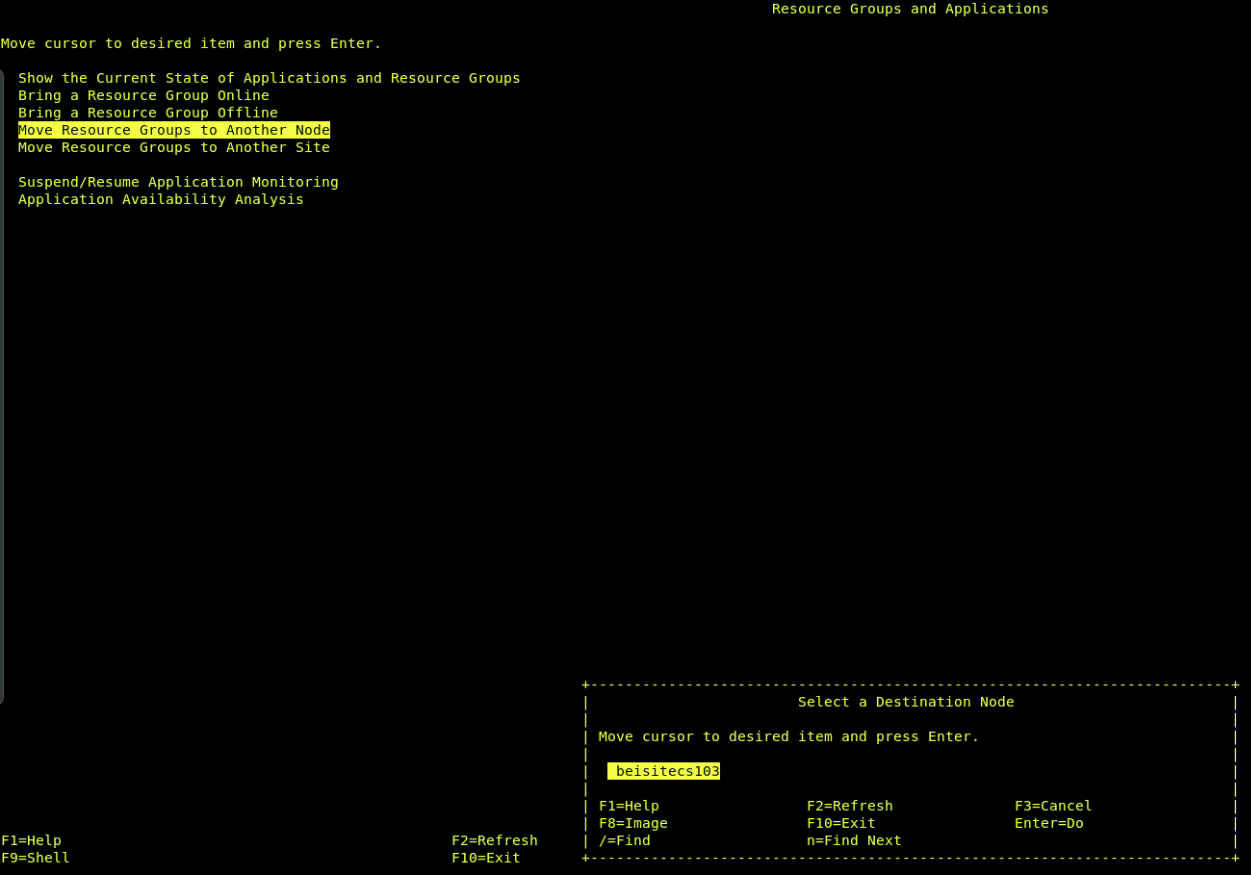 Resource Groups and Applications
Move cursor to desired item and press Enter.
Show the Current State of Applications and Resource Groups
Bring a Resource Group Online
Bring a Resource Group Offline
Move Resource Groups to Another Node
Move Resource Groups to Another Site
Suspend/Resume Application Monitoring
Application Availability Analysis
Select a Destination Node
Move cursor to desired item and press Enter.
beisitecs103
F1=Help F2=Refresh F3=Cancel
F8=Image F10=Exit Enter=Do
/=Find n=Find Next
F1=Help F2=Refresh
F9=Shell F10=Exit